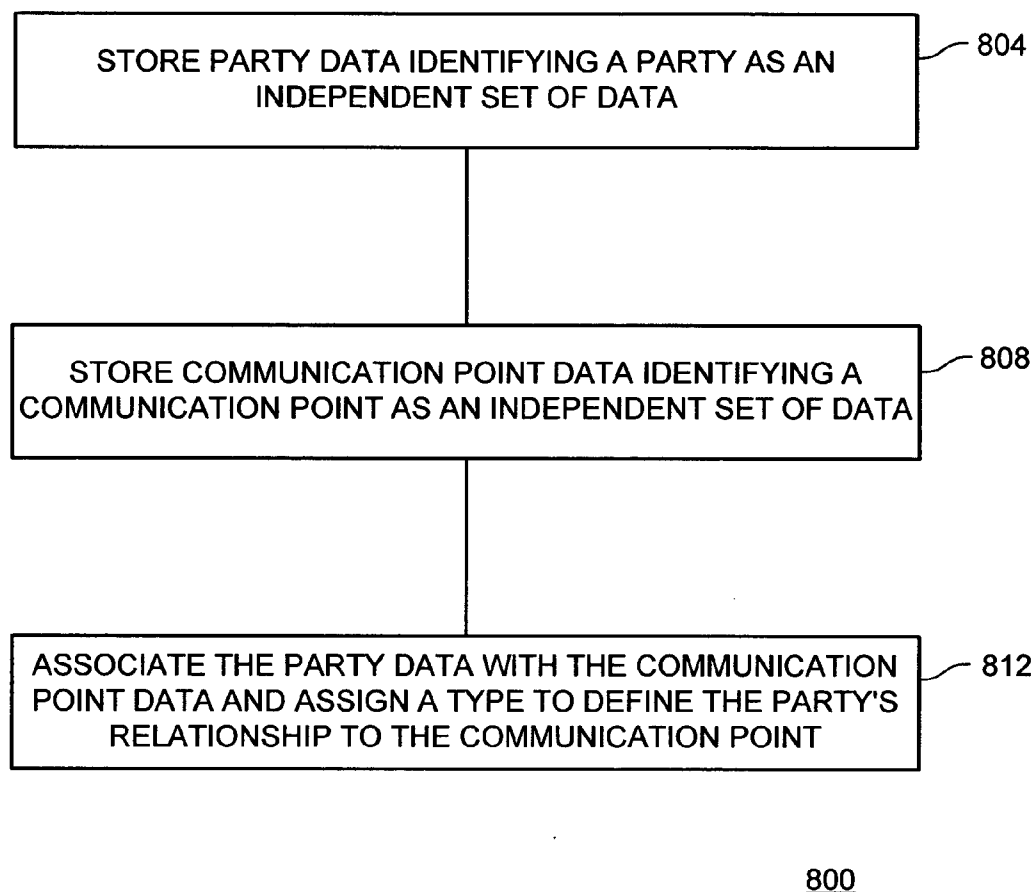 STORE PARTY DATA IDENTIFYING A PARTY AS AN
INDEPENDENT SET OF DATA
804
STORE COMMUNICATION POINT DATA IDENTIFYING A
COMMUNICATION POINT AS AN INDEPENDENT SET OF DATA
808
ASSOCIATE THE PARTY DATA WITH THE COMMUNICATION
POINT DATA AND ASSIGN A TYPE TO DEFINE THE PARTY'S
RELATIONSHIP TO THE COMMUNICATION POINT
812
800